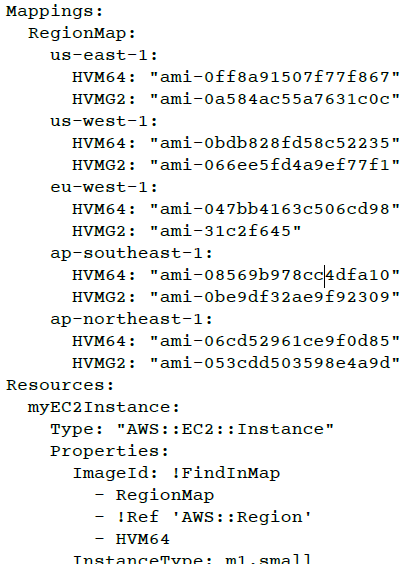 Mappings:
  RegionMap:
    us-east-1:
      HVM64: "ami-0ff8a91507f77f867"
      HVMG2: "ami-0a584ac55a7631c0c"
    us-west-1:
      HVM64: "ami-0bdb828fd58c52235"
      HVMG2: "ami-066ee5fd4a9ef77f1"
    eu-west-1:
      HVM64: "ami-047bb4163c506cd98"
      HVMG2: "ami-31c2f645"
    ap-southeast-1:
      HVM64: "ami-08569b978cc4dfa10"
      HVMG2: "ami-0be9df32ae9f92309"
    ap-northeast-1:
      HVM64: "ami-06cd52961ce9f0d85"
      HVMG2: "ami-053cdd503598e4a9d"
Resources:
  myEC2Instance:
    Type: "AWS::EC2::Instance"
    Properties:
      ImageId: !FindInMap
        - RegionMap
        - !Ref 'AWS::Region'
        - HVM64
      InstanceType: m1.small